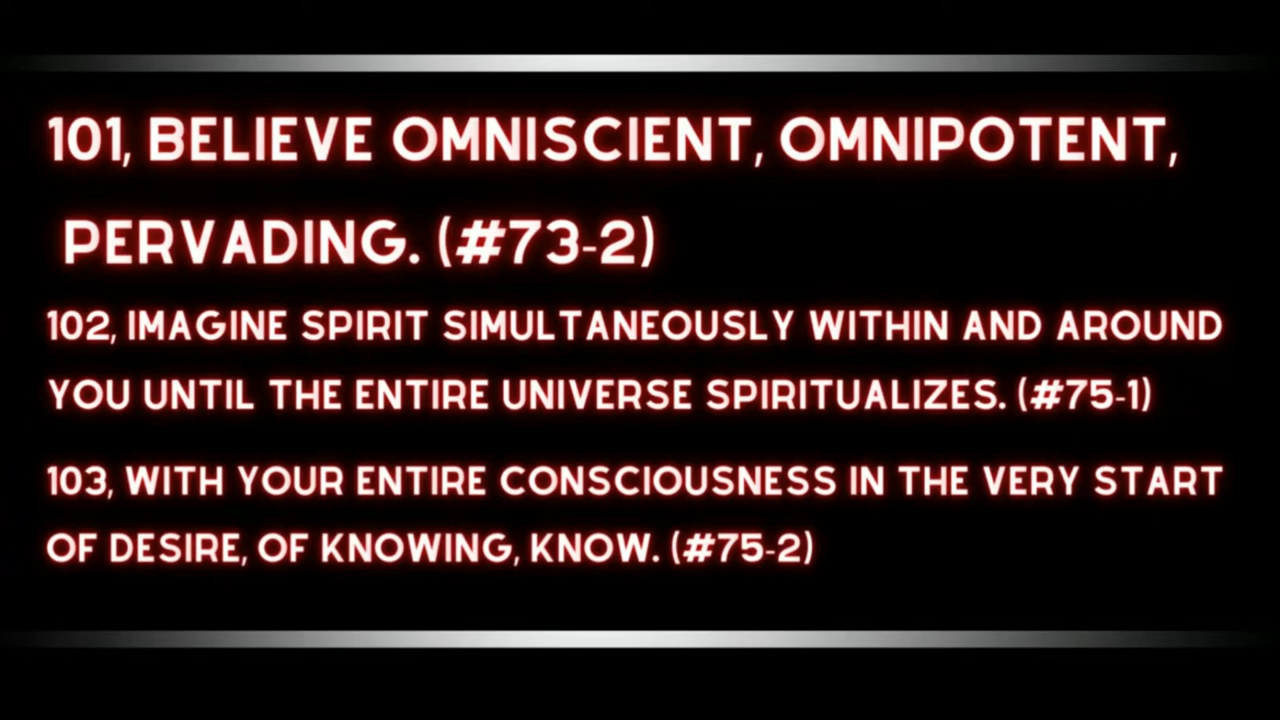 101, BELIEVE OMNISCIENT, OMNIPOTENT,
PERVADING. (#73-2)
102, IMAGINE SPIRIT SIMULTANEOUSLY WITHIN AND AROUND
YOU UNTIL THE ENTIRE UNIVERSE SPIRITUALIZES. (#75-1)
103, WITH YOUR ENTIRE CONSCIOUSNESS IN THE VERY START
OF DESIRE, OF KNOWING, KNOW. (#75-2)